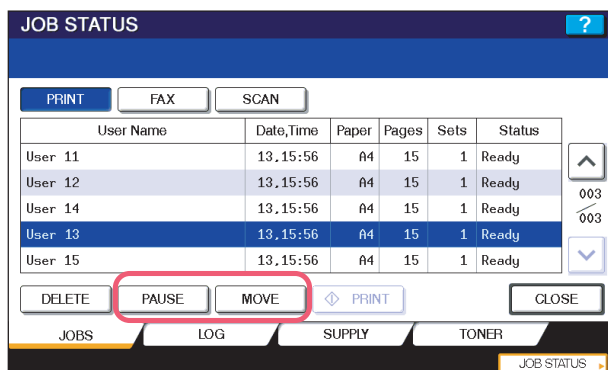 JOB STATUS ?
PRINT FAX SCAN
User Name Date,Time Paper Pages Sets Status
User 11 13,15:56 A4 15 1 Ready
User 12 13,15:56 A4 15 1 Ready
003
User 14 13,15:56 A4 15 1 Ready
003
User 13 13,15:56 A4 15 1 Ready
User 15 13,15:56 A4 15 1 Ready
DELETE PAUSE MOVE PRINT CLOSE
JOBS LOG SUPPLY TONER
JOB STATUS